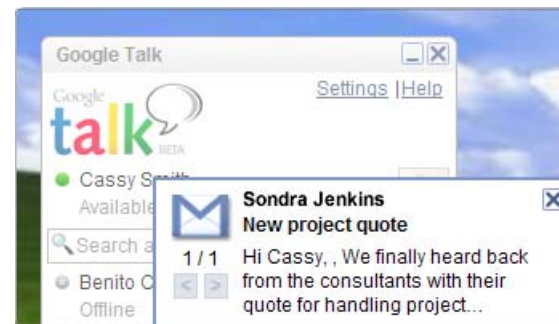 Google Talk
Settings | Help
Google
talk
BETA
Cassy Smith
Available
Search a
Benito C
Offline
Sondra Jenkins
New project quote
1 / 1
Hi Cassy, , We finally heard back
from the consultants with their
quote for handling project...